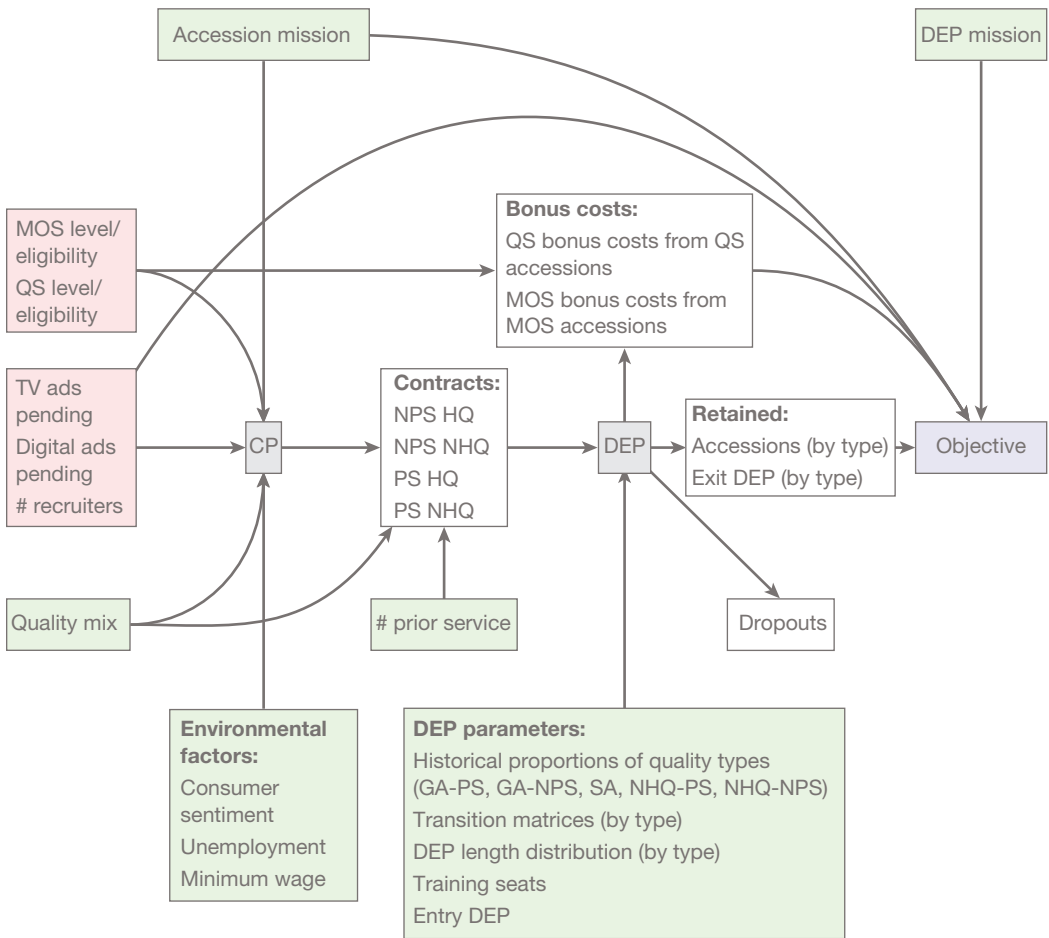 Accession mission
DEP mission
MOS level/
eligibility
QS level/
eligibility
Bonus costs:
QS bonus costs from QS
accessions
MOS bonus costs from
MOS accessions
TV ads
pending
Digital ads
pending
# recruiters
CP
Contracts:
NPS HQ
NPS NHQ
PS HQ
PS NHQ
DEP
Retained:
Accessions (by type)
Exit DEP (by type)
Objective
Quality mix
# prior service
Dropouts
Environmental
factors:
Consumer
sentiment
Unemployment
Minimum wage
DEP parameters:
Historical proportions of quality types
(GA-PS, GA-NPS, SA, NHQ-PS, NHQ-NPS)
Transition matrices (by type)
DEP length distribution (by type)
Training seats
Entry DEP